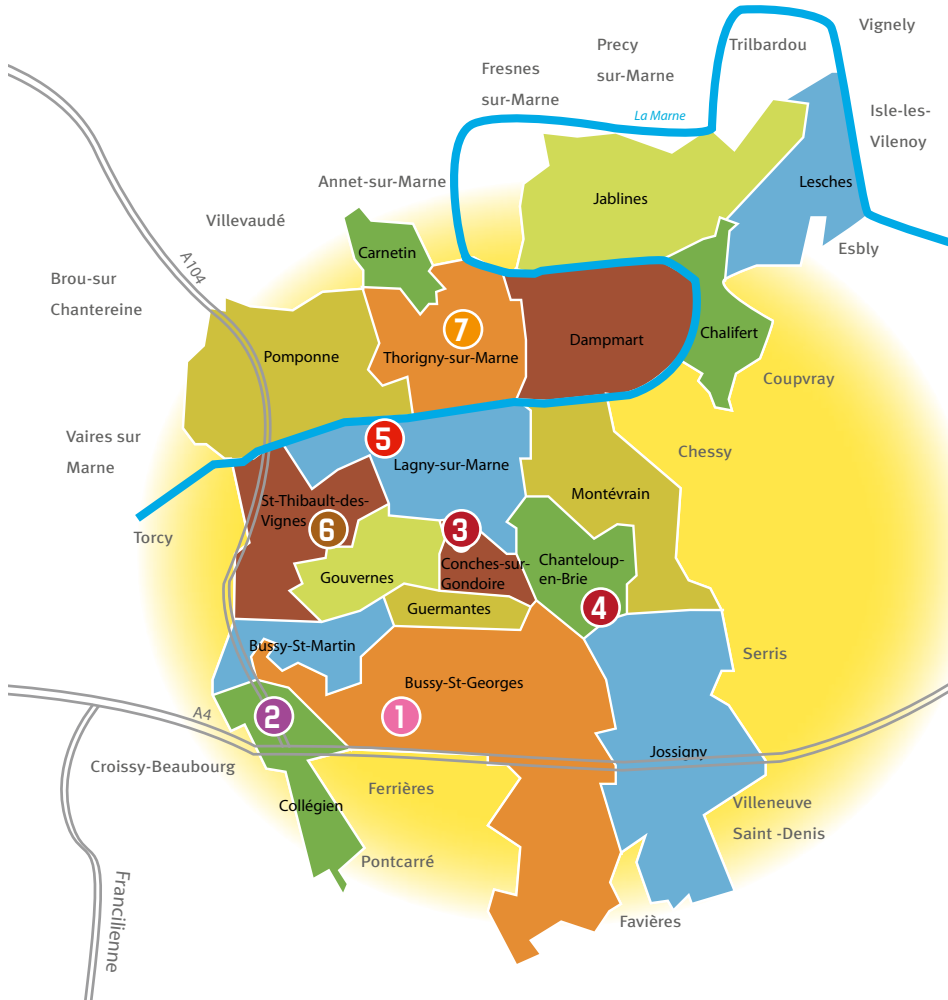 Vignely
Precy
sur-Marne
Trilbardou
Fresnes
sur-Marne
La Marne
Isle-les-
Vilenoy
Annet-sur-Marne
Lesches
Jablines
Villevaudé
Esbly
Carnetin
A104
Brou-sur
Chantereine
7
Pomponne
Thorigny-sur-Marne
Dampmart
Chalifert
Coupvray
Vaires sur
Marne
5
Lagny-sur-Marne
Chessy
St-Thibault-des-
Vignes
6
Montévrain
Torcy
3
Gouvernes
Conches-sur-
Gondoire
Chanteloup-
en-Brie
4
Guermantes
Bussy-St-Martin
Serris
Bussy-St-Georges
A4
2
1
Jossigny
Croissy-Beaubourg
Ferrières
Collégien
Villeneuve
Saint -Denis
Pontcarré
Francilienne
Favières